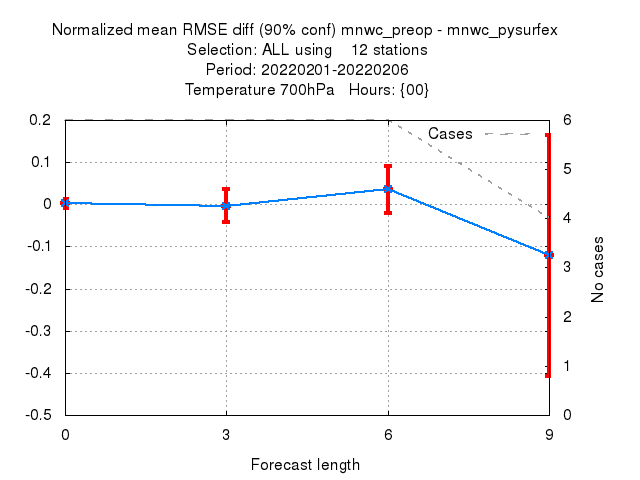 Normalized mean RMSE diff (90% conf) mnwc_preop - mnwc_pysurfex
Selection: ALL using 12 stations
Period: 20220201-20220206
Temperature 700hPa Hours: {00}
Cases
0.2
0.1
0
-0.1
-0.2
-0.3
-0.4
-0.5
6
5
4
3
2
1
0
No cases
0 3 6 9
Forecast length